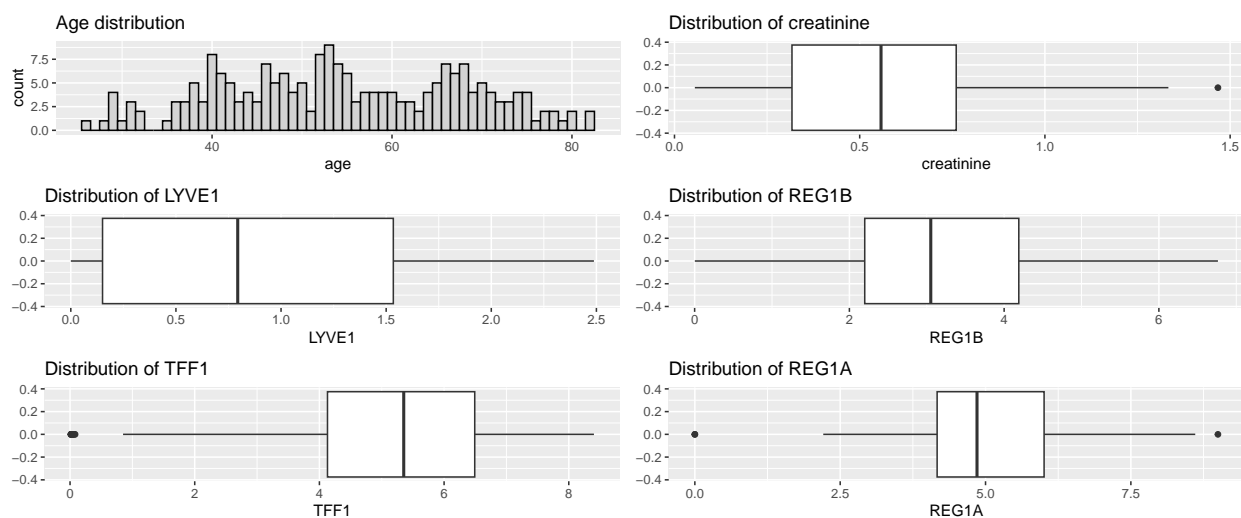 Age distribution
7.5
5.0
2.5
0.0
count
40 60 80
age
Distribution of creatinine
0.4
0.2
0.0
−0.2
−0.4
0.0 0.5 1.0 1.5
creatinine
Distribution of LYVE1
0.4
0.2
0.0
−0.2
−0.4
0.0 0.5 1.0 1.5 2.0 2.5
LYVE1
Distribution of REG1B
0.4
0.2
0.0
−0.2
−0.4
0 2 4 6
REG1B
Distribution of TFF1
0.4
0.2
0.0
−0.2
−0.4
0 2 4 6 8
TFF1
Distribution of REG1A
0.4
0.2
0.0
−0.2
−0.4
0.0 2.5 5.0 7.5
REG1A